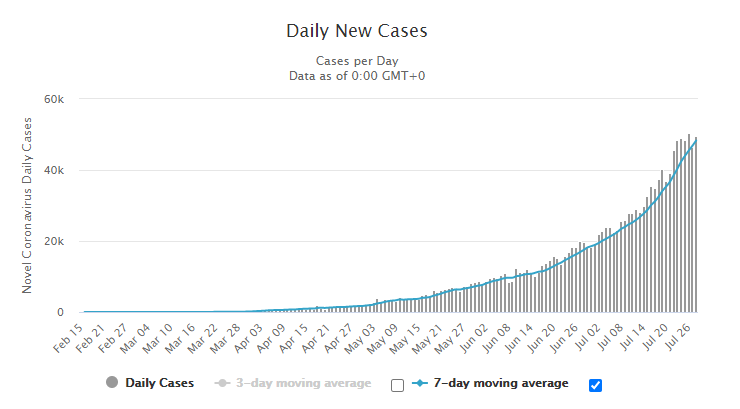 Daily New Cases
Cases per Day
Data as of 0:00 GMT+0
Novel Coronavirus Daily Cases
60k
40k
20k
0
Feb 15 Feb 21 Feb 27 Mar 04 Mar 10 Mar 16 Mar 22 Mar 28 Apr 03 Apr 09 Apr 15 Apr 21 Apr 27 May 03 May 09 May 15 May 21 May 27 Jun 02 Jun 08 Jun 14 Jun 20 Jun 26 Jul 02 Jul 08 Jul 14 Jul 20 Jul 26
Daily Cases 3-day moving average 7-day moving average